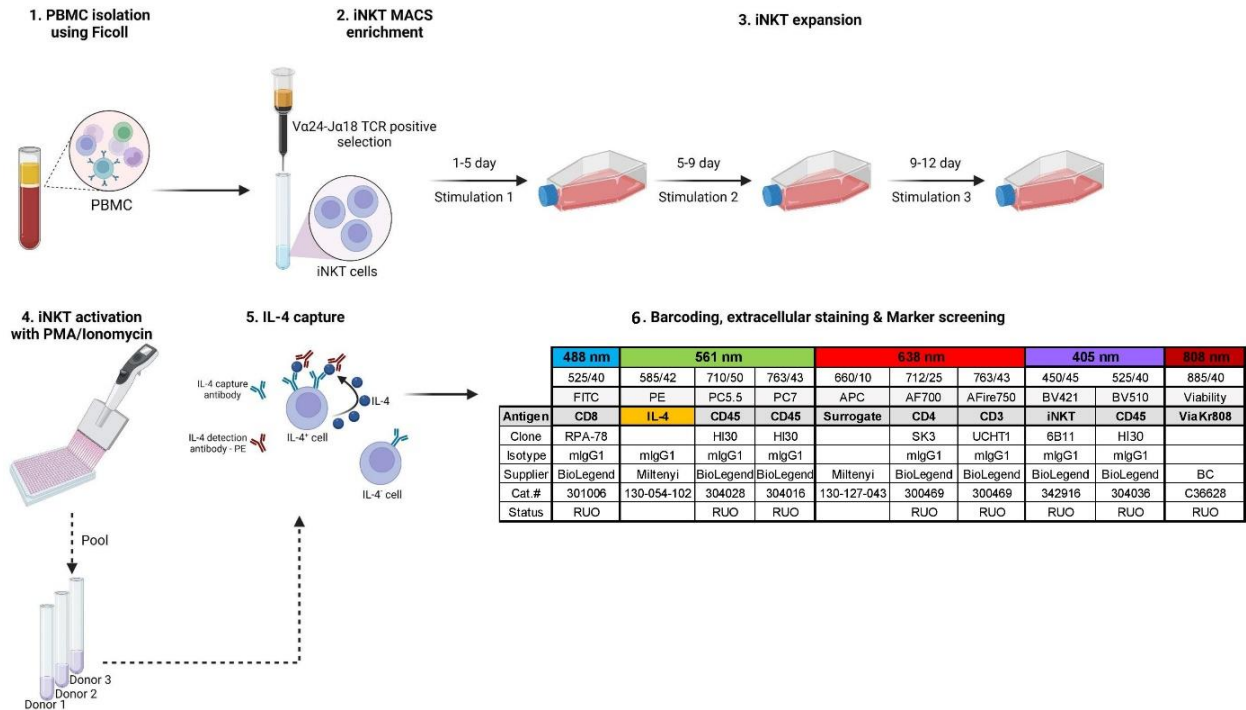 1. PBMC isolation
using Ficoll
PBMC
2. iNKT MACS
enrichment
Vα24-Jα18 TCR positive
selection
iNKT cells
3. iNKT expansion
1-5 day
Stimulation 1
5-9 day
Stimulation 2
9-12 day
Stimulation 3
4. iNKT activation
with PMA/Ionomycin
Pool
Donor 1
Donor 2
Donor 3
5. IL-4 capture
IL-4 capture
antibody
IL-4 detection
antibody - PE
IL-4
IL-4⁺ cell
IL-4⁻ cell
6. Barcoding, extracellular staining & Marker screening
488 nm 561 nm 638 nm 405 nm 808 nm
525/40 585/42 710/50 763/43 660/10 712/25 763/43 450/45 525/40 885/40
FITC PE PC5.5 PC7 APC AF700 AFire750 BV421 BV510 Viability
Antigen CD8 IL-4 CD45 CD45 Surrogate CD4 CD3 iNKT CD45 ViaKr808
Clone RPA-78 HI30 HI30 SK3 UCHT1 6B11 HI30
Isotype mIgG1 mIgG1 mIgG1 mIgG1 mIgG1 mIgG1 mIgG1 mIgG1
Supplier BioLegend Miltenyi BioLegend BioLegend Miltenyi BioLegend BioLegend BioLegend BioLegend BC
Cat.# 301006 130-054-102 304028 304016 130-127-043 300469 300469 342916 304036 C36628
Status RUO RUO RUO RUO RUO RUO RUO RUO